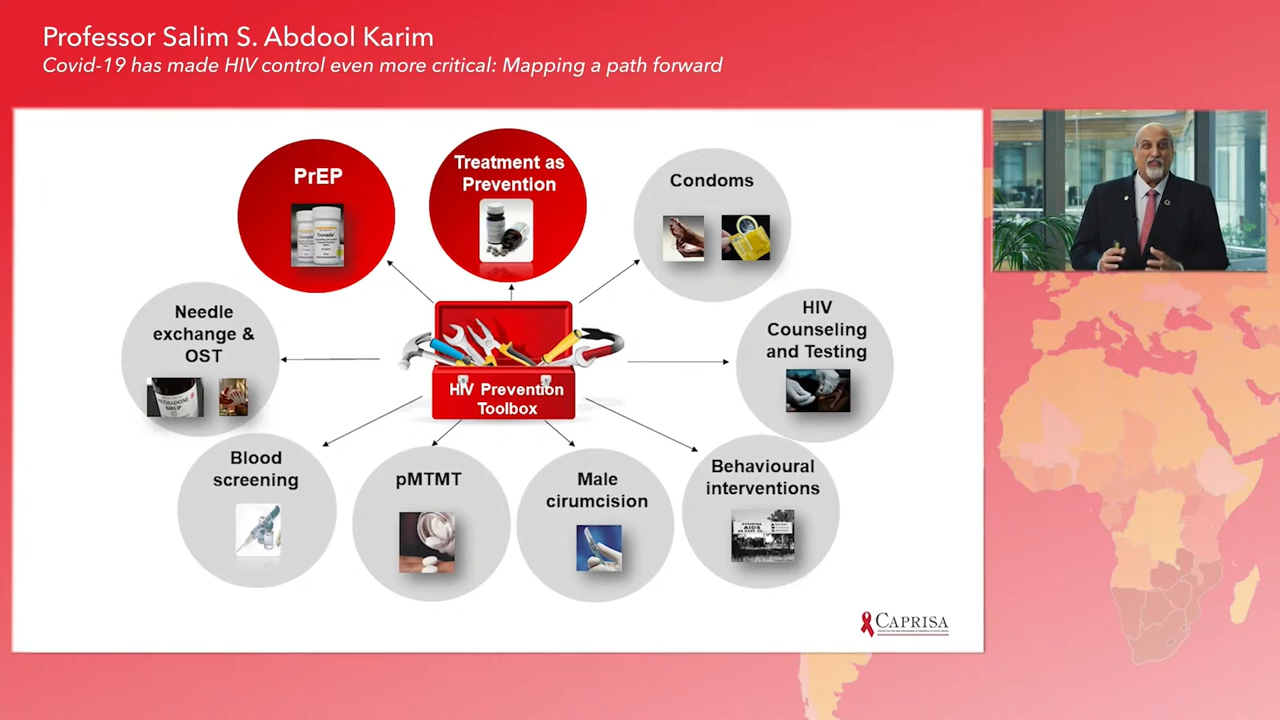 Professor Salim S. Abdool Karim
Covid-19 has made HIV control even more critical: Mapping a path forward
PrEP
Treatment as
Prevention
Condoms
Needle
exchange &
OST
HIV
Counseling
and Testing
HIV Prevention
Toolbox
Blood
screening
pMTMT
Male
cirumcision
Behavioural
interventions
AIDS
CAPRISA